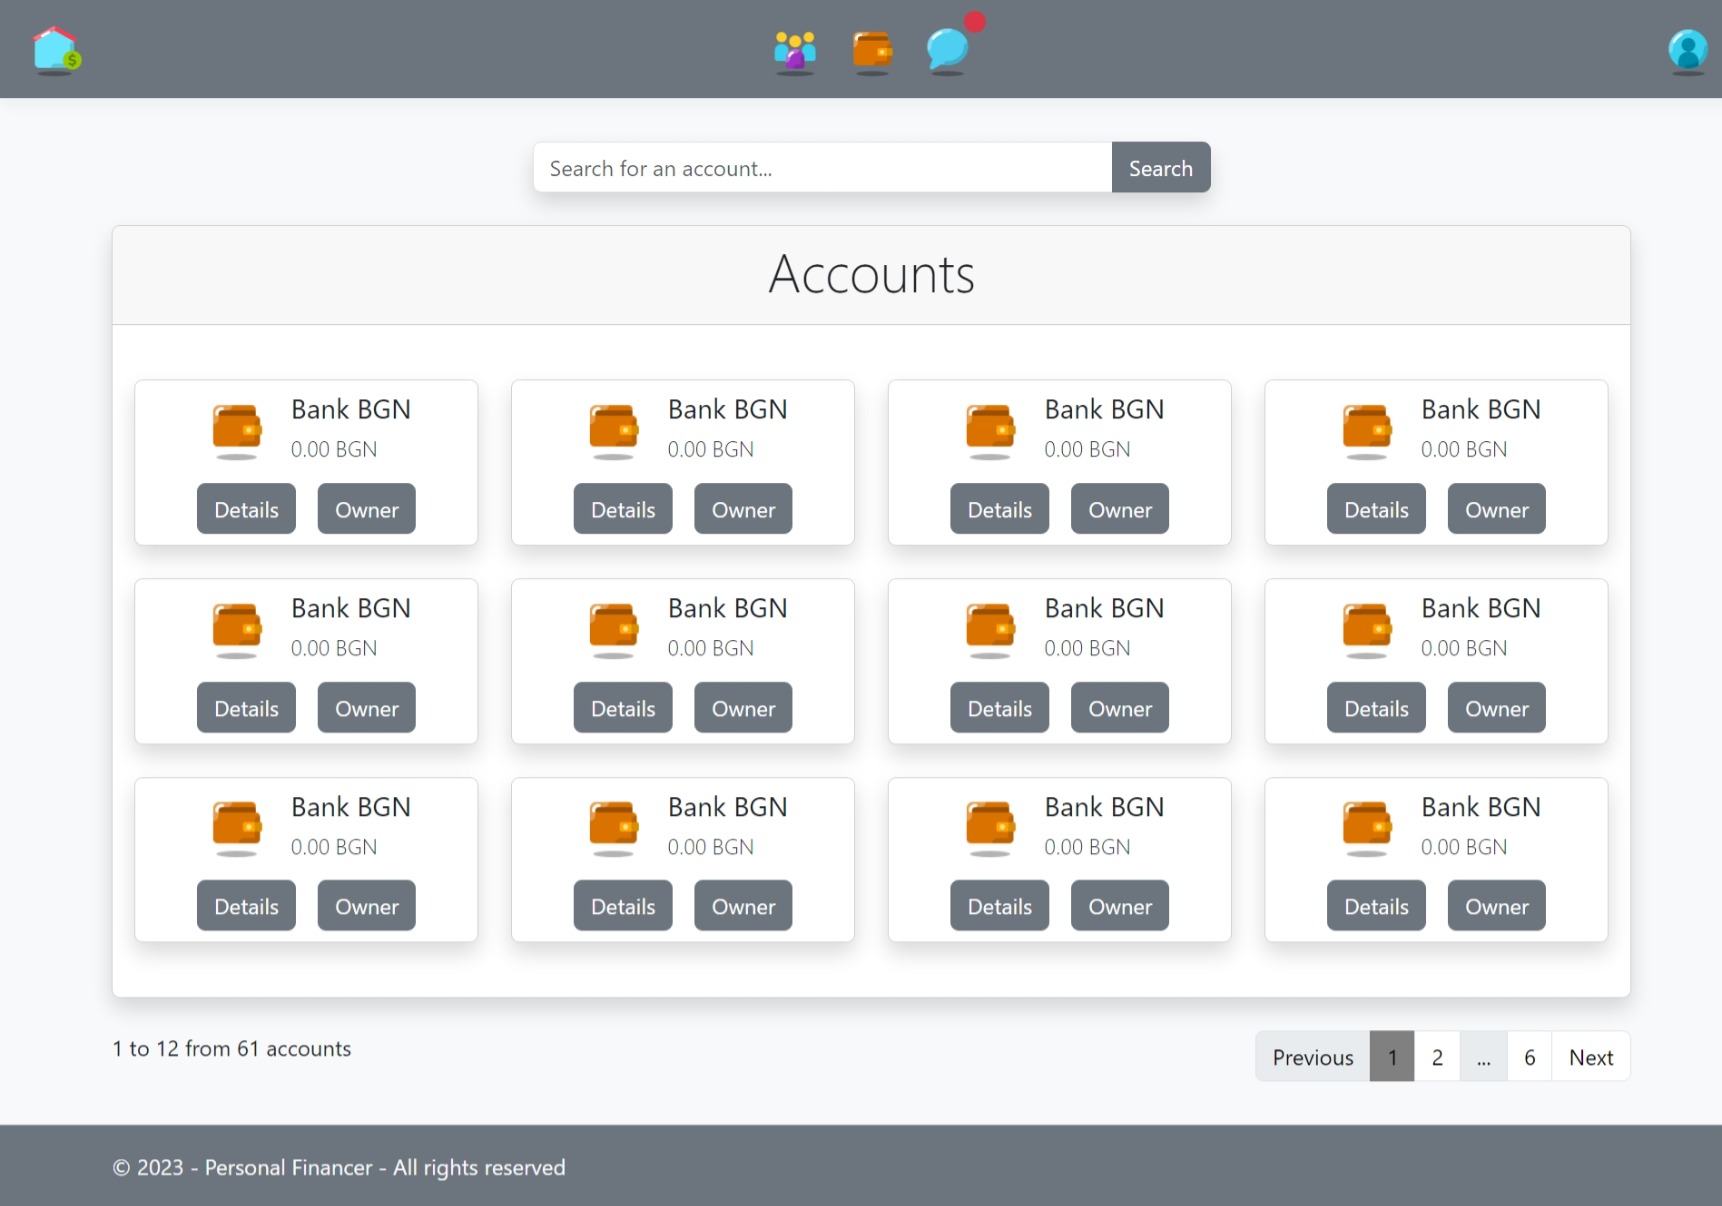 Search for an account...
Search
Accounts
Bank BGN
0.00 BGN
Details
Owner
Bank BGN
0.00 BGN
Details
Owner
Bank BGN
0.00 BGN
Details
Owner
Bank BGN
0.00 BGN
Details
Owner
Bank BGN
0.00 BGN
Details
Owner
Bank BGN
0.00 BGN
Details
Owner
Bank BGN
0.00 BGN
Details
Owner
Bank BGN
0.00 BGN
Details
Owner
Bank BGN
0.00 BGN
Details
Owner
Bank BGN
0.00 BGN
Details
Owner
Bank BGN
0.00 BGN
Details
Owner
Bank BGN
0.00 BGN
Details
Owner
1 to 12 from 61 accounts
Previous 1 2 ... 6 Next
© 2023 - Personal Financer - All rights reserved